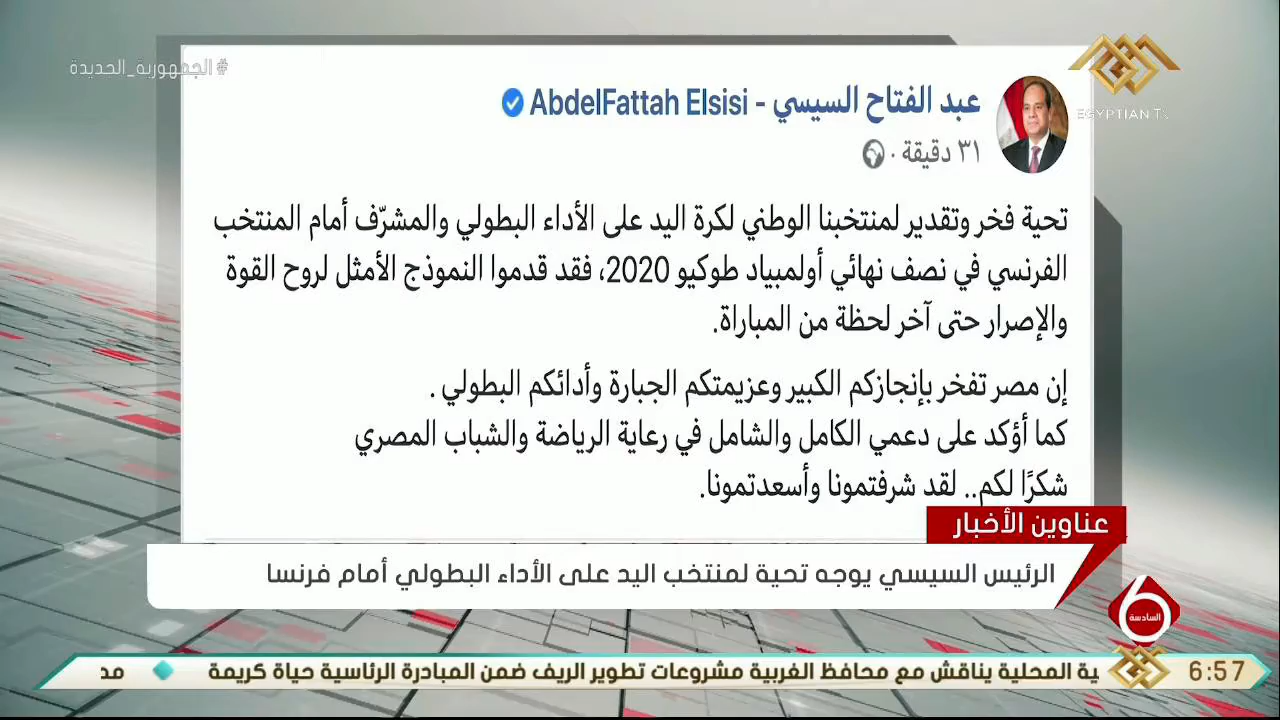 #الجمهورية_الجديدة
EGYPTIAN T
عبد الفتاح السيسي - AbdelFattah Elsisi
٣١ دقيقة ·
تحية فخر وتقدير لمنتخبنا الوطني لكرة اليد على الأداء البطولي والمشرّف أمام المنتخب
الفرنسي في نصف نهائي أولمبياد طوكيو 2020، فقد قدموا النموذج الأمثل لروح القوة
والإصرار حتى آخر لحظة من المباراة.
إن مصر تفخر بإنجازكم الكبير وعزيمتكم الجبارة وأدائكم البطولي .
كما أؤكد على دعمي الكامل والشامل في رعاية الرياضة والشباب المصري
شكرًا لكم.. لقد شرفتمونا وأسعدتمونا.
عناوين الأخبار
الرئيس السيسي يوجه تحية لمنتخب اليد على الأداء البطولي أمام فرنسا
6
السادسة
ية المحلية يناقش مع محافظ الغربية مشروعات تطوير الريف ضمن المبادرة الرئاسية حياة كريمة
مد
6:57